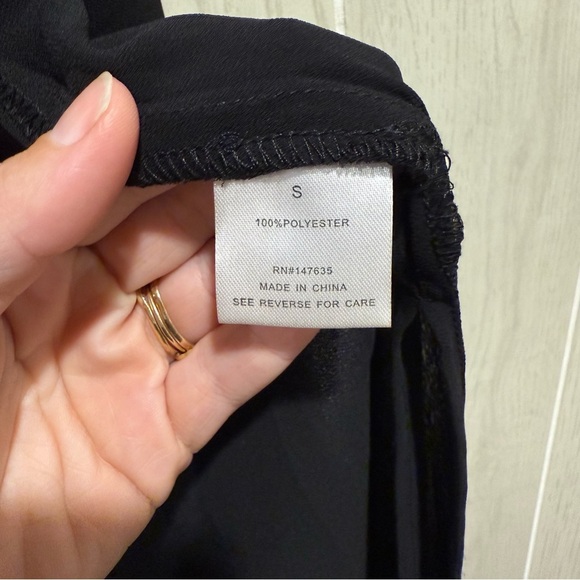 S
100%POLYESTER
RN#147635
MADE IN CHINA
SEE REVERSE FOR CARE